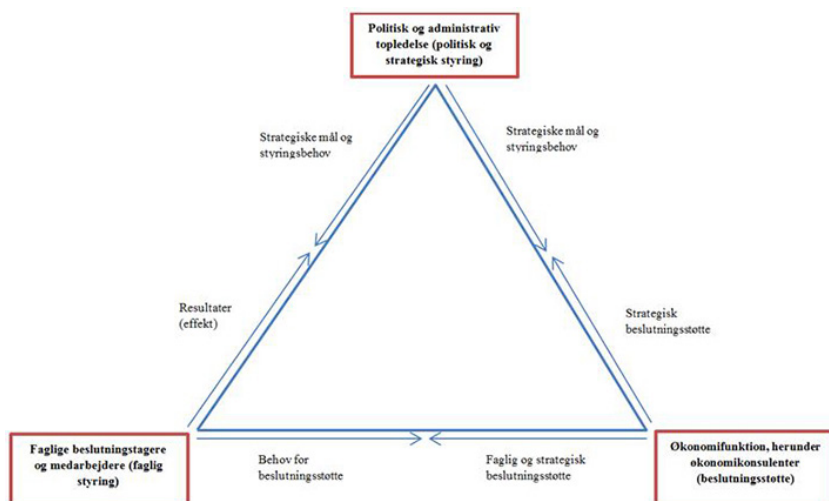 Politisk og administrativ
topledelse (politisk og
strategisk styring)
Strategiske mål og
styringsbehov
Strategiske mål og
styringsbehov
Resultater
(effekt)
Strategisk
beslutningsstøtte
Faglige beslutningstagere
og medarbejdere (faglig
styring)
Behov for
beslutningsstøtte
Faglig og strategisk
beslutningsstøtte
Økonomifunktion, herunder
økonomikonsulenter
(beslutningsstøtte)